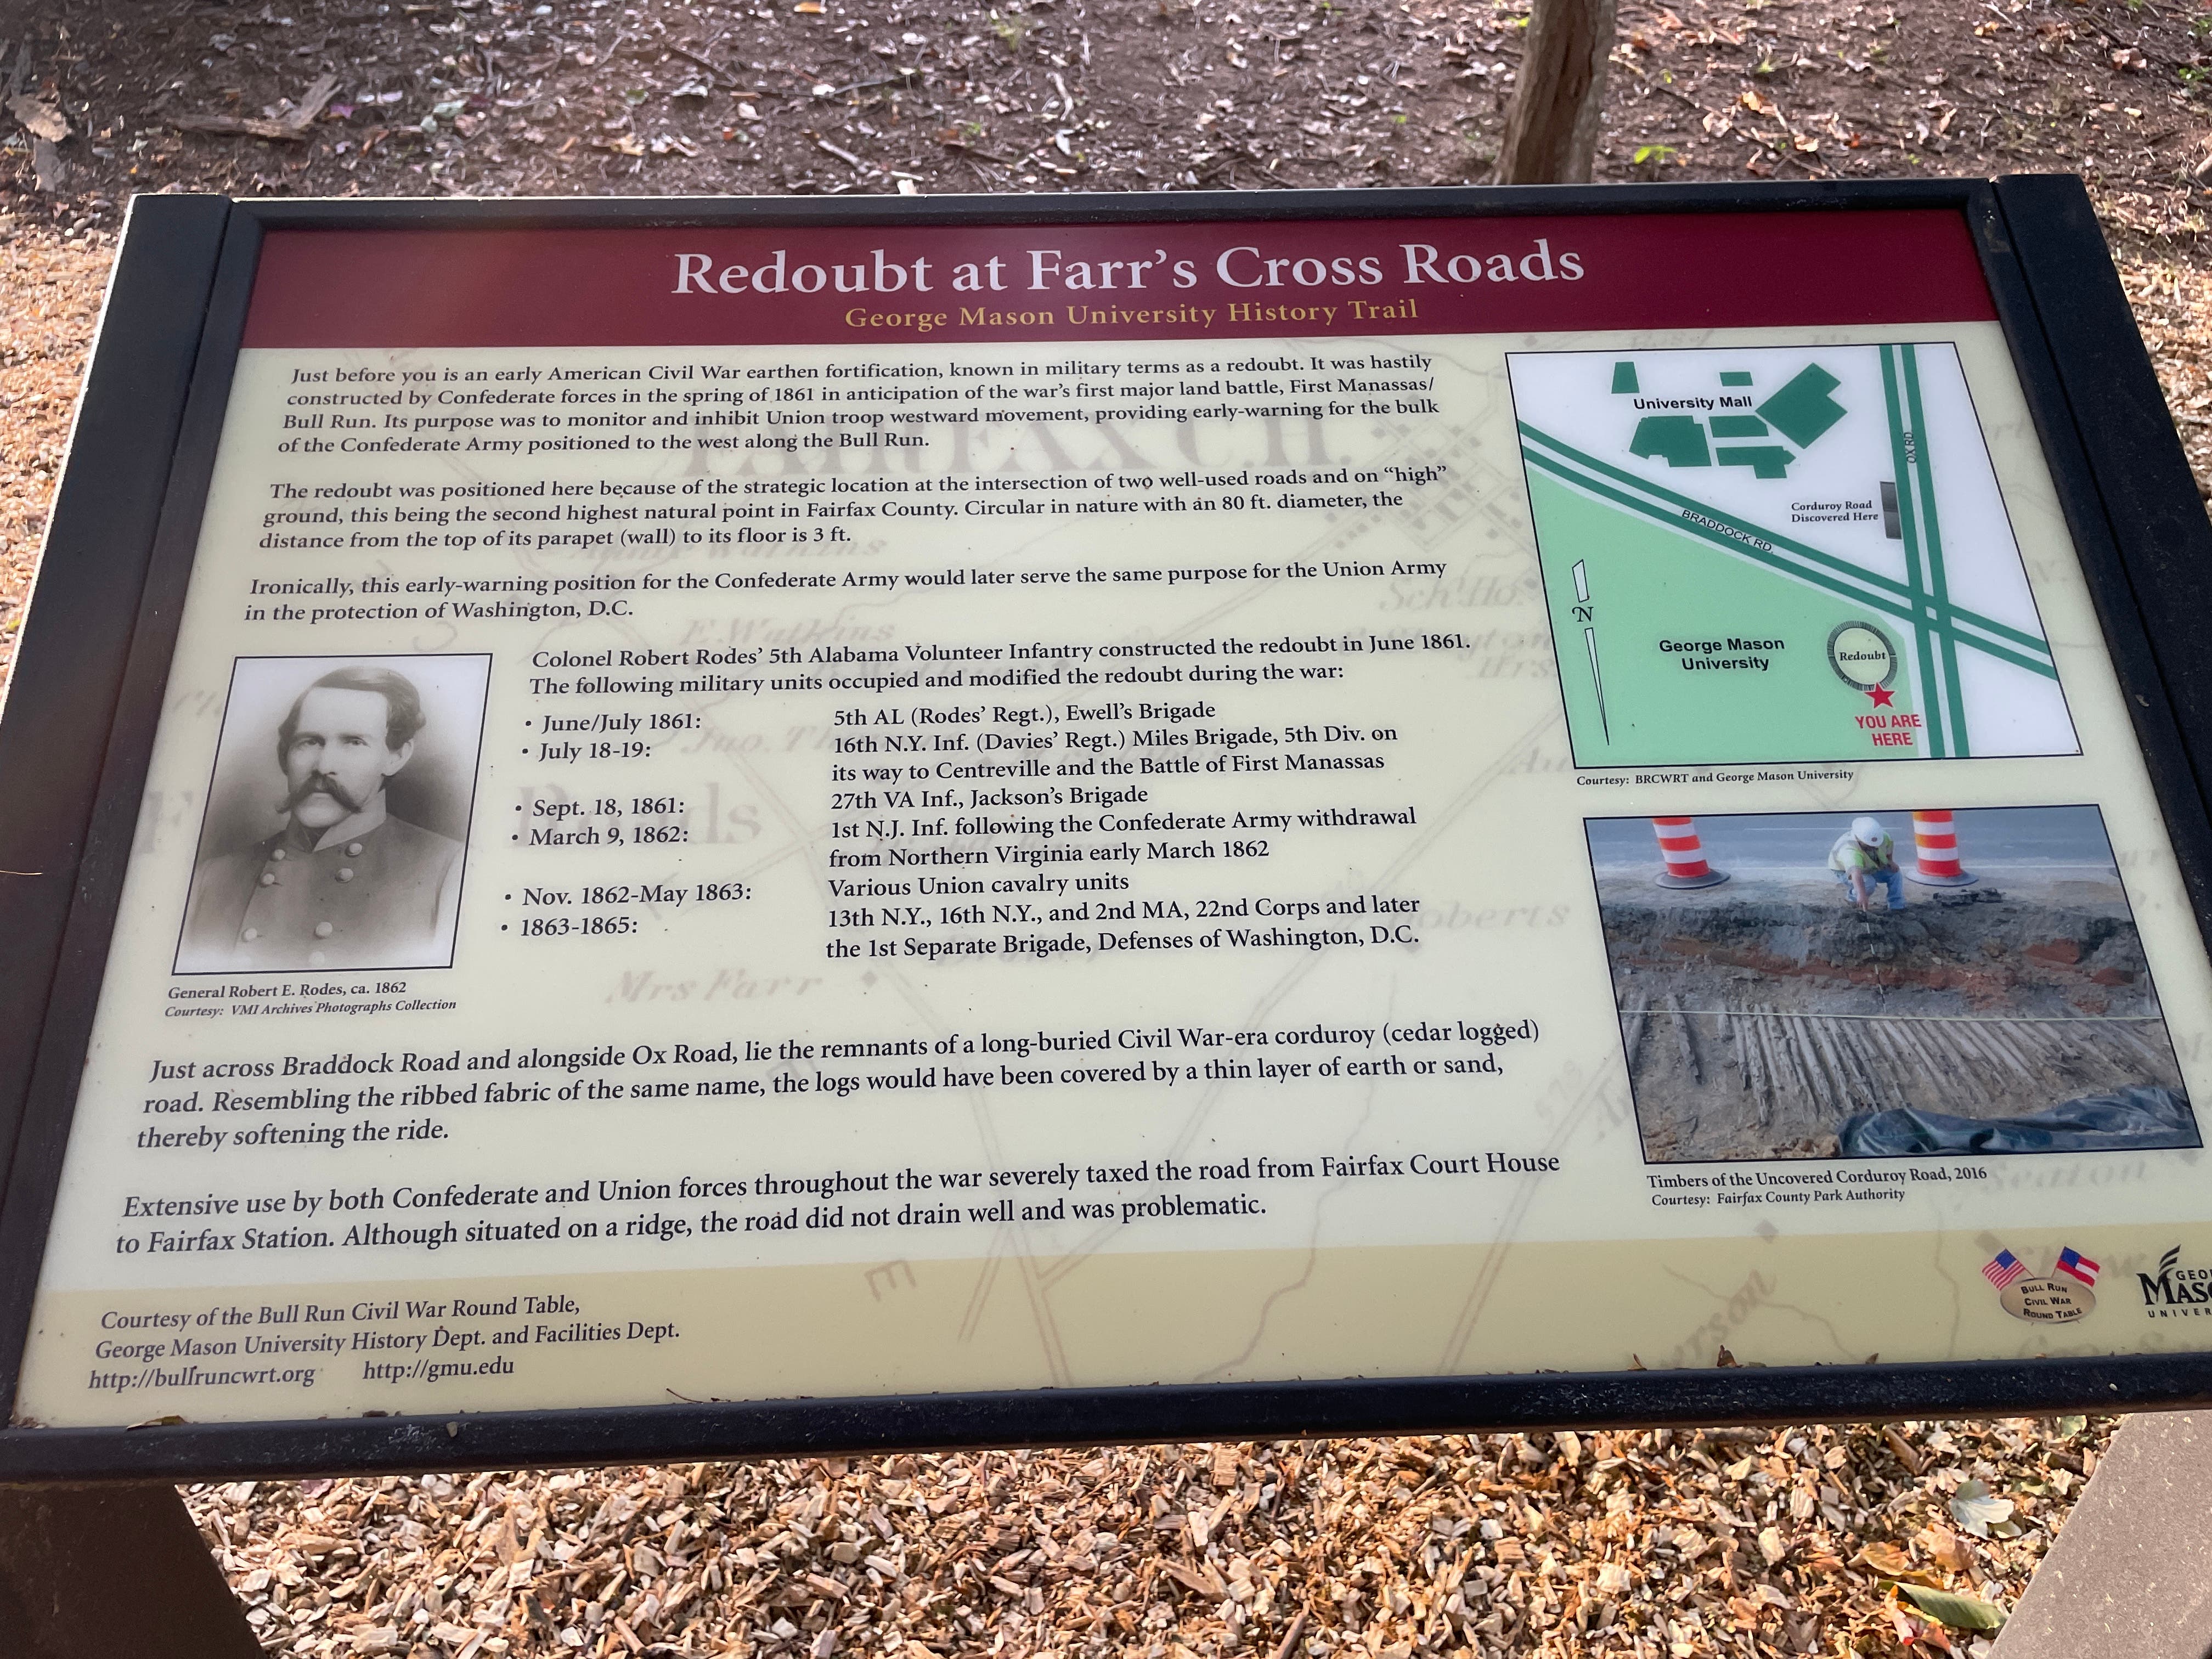 Redoubt at Farr's Cross Roads
George Mason University History Trail
Just before you is an early American Civil War earthen fortification, known in military terms as a redoubt. It was hastily
constructed by Confederate forces in the spring of 1861 in anticipation of the war's first major land battle, First Manassas/
Bull Run. Its purpose was to monitor and inhibit Union troop westward movement, providing early-warning for the bulk
of the Confederate Army positioned to the west along the Bull Run.
The redoubt was positioned here because of the strategic location at the intersection of two well-used roads and on "high"
ground, this being the second highest natural point in Fairfax County. Circular in nature with an 80 ft. diameter, the
distance from the top of its parapet (wall) to its floor is 3 ft.
Ironically, this early-warning position for the Confederate Army would later serve the same purpose for the Union Army
in the protection of Washington, D.C.
Colonel Robert Rodes' 5th Alabama Volunteer Infantry constructed the redoubt in June 1861.
The following military units occupied and modified the redoubt during the war:
• June/July 1861: 5th AL (Rodes' Regt.), Ewell's Brigade
• July 18-19: 16th N.Y. Inf. (Davies' Regt.) Miles Brigade, 5th Div. on
its way to Centreville and the Battle of First Manassas
• Sept. 18, 1861: 27th VA Inf., Jackson's Brigade
• March 9, 1862: 1st N.J. Inf. following the Confederate Army withdrawal
from Northern Virginia early March 1862
• Nov. 1862-May 1863: Various Union cavalry units
• 1863-1865: 13th N.Y., 16th N.Y., and 2nd MA, 22nd Corps and later
the 1st Separate Brigade, Defenses of Washington, D.C.
General Robert E. Rodes, ca. 1862
Courtesy: VMI Archives Photographs Collection
Just across Braddock Road and alongside Ox Road, lie the remnants of a long-buried Civil War-era corduroy (cedar logged)
road. Resembling the ribbed fabric of the same name, the logs would have been covered by a thin layer of earth or sand,
thereby softening the ride.
Extensive use by both Confederate and Union forces throughout the war severely taxed the road from Fairfax Court House
to Fairfax Station. Although situated on a ridge, the road did not drain well and was problematic.
Courtesy of the Bull Run Civil War Round Table,
George Mason University History Dept. and Facilities Dept.
http://bullruncwrt.org http://gmu.edu
University Mall
OX RD.
Corduroy Road
Discovered Here
BRADDOCK RD.
N
George Mason
University
Redoubt
YOU ARE
HERE
Courtesy: BRCWRT and George Mason University
Timbers of the Uncovered Corduroy Road, 2016
Courtesy: Fairfax County Park Authority
BULL RUN
CIVIL WAR
ROUND TABLE
FAIRFAX C.H.
F. Watkins
Mrs Farr
E